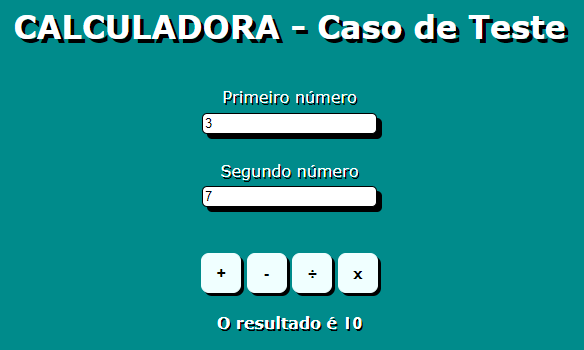 CALCULADORA - Caso de Teste
Primeiro número
3
Segundo número
7
+ - ÷ x
O resultado é 10